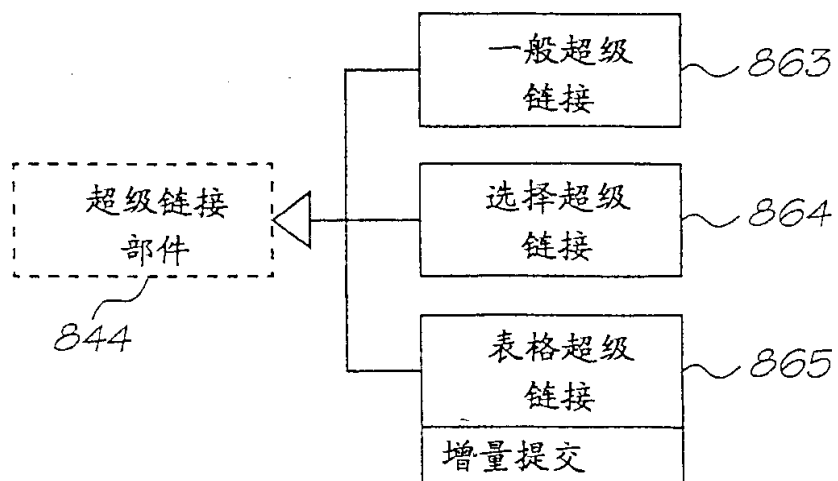 一般超级
链接
863
超级链接
部件
844
选择超级
链接
864
表格超级
链接
865
增量提交